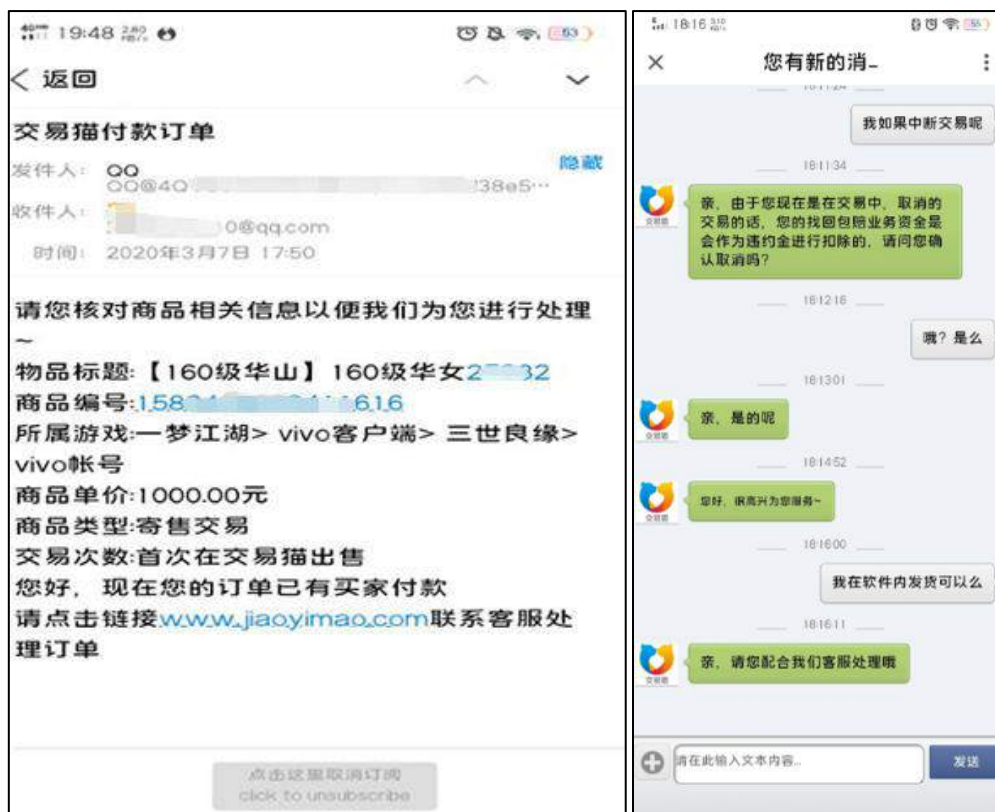 19:48
53
返回
交易猫付款订单
发件人:
QQ
隐藏
QQ@4Q
38e5…
收件人:
0@qq.com
时间: 2020年3月7日 17:50
请您核对商品相关信息以便我们为您进行处理
~
物品标题:【160级华山】160级华女2 32
商品编号:158 1616
所属游戏:一梦江湖> vivo客户端> 三世良缘>
vivo帐号
商品单价:1000.00元
商品类型:寄售交易
交易次数:首次在交易猫出售
您好，现在您的订单已有买家付款
请点击链接www.jiaoyimao.com联系客服处
理订单
点击这里取消订阅
click to unsubscribe
18:16
您有新的消_
我如果中断交易呢
18:11:34
亲，由于您现在是在交易中，取消的
交易的话，您的找回包赔业务资金是
会作为违约金进行扣除的，请问您确
认取消吗？
交易猫
18:12:16
哦？是么
18:13:01
亲，是的呢
交易猫
18:14:52
您好，很高兴为您服务~
交易猫
18:16:00
我在软件内发货可以么
18:16:11
亲，请您配合我们客服处理哦
交易猫
请在此输入文本内容...
发送